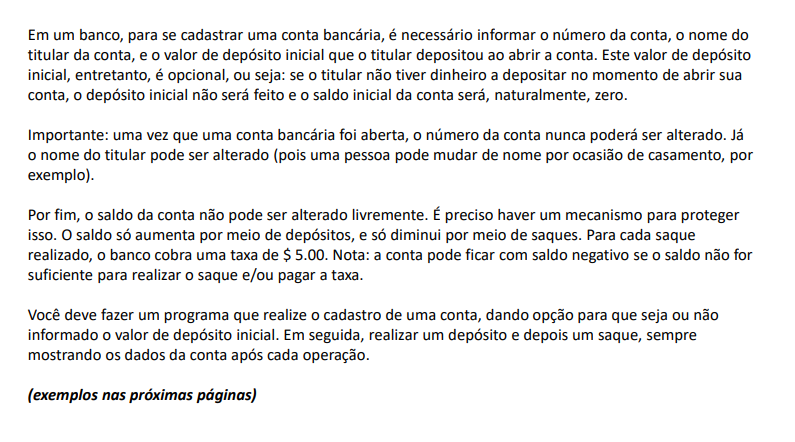 Em um banco, para se cadastrar uma conta bancária, é necessário informar o número da conta, o nome do
titular da conta, e o valor de depósito inicial que o titular depositou ao abrir a conta. Este valor de depósito
inicial, entretanto, é opcional, ou seja: se o titular não tiver dinheiro a depositar no momento de abrir sua
conta, o depósito inicial não será feito e o saldo inicial da conta será, naturalmente, zero.
Importante: uma vez que uma conta bancária foi aberta, o número da conta nunca poderá ser alterado. Já
o nome do titular pode ser alterado (pois uma pessoa pode mudar de nome por ocasião de casamento, por
exemplo).
Por fim, o saldo da conta não pode ser alterado livremente. É preciso haver um mecanismo para proteger
isso. O saldo só aumenta por meio de depósitos, e só diminui por meio de saques. Para cada saque
realizado, o banco cobra uma taxa de $ 5.00. Nota: a conta pode ficar com saldo negativo se o saldo não for
suficiente para realizar o saque e/ou pagar a taxa.
Você deve fazer um programa que realize o cadastro de uma conta, dando opção para que seja ou não
informado o valor de depósito inicial. Em seguida, realizar um depósito e depois um saque, sempre
mostrando os dados da conta após cada operação.
(exemplos nas próximas páginas)